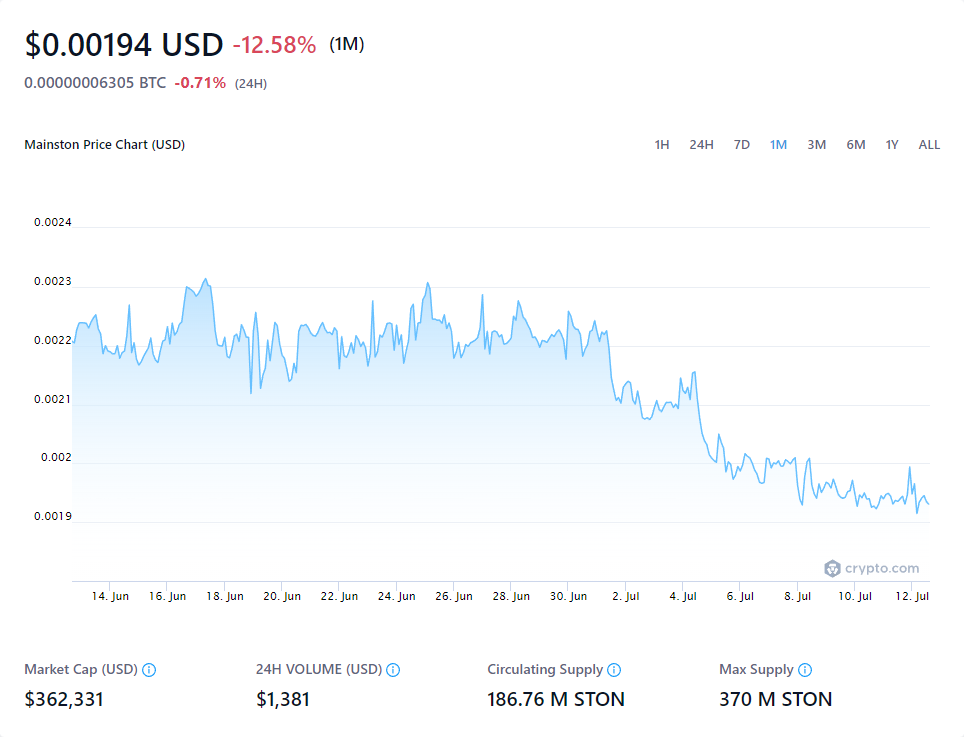 $0.00194 USD -12.58% (1M)
0.00000006305 BTC -0.71% (24H)
Mainston Price Chart (USD) 1H 24H 7D 1M 3M 6M 1Y ALL
0.0024
0.0023
0.0022
0.0021
0.002
0.0019
crypto.com
14. Jun 16. Jun 18. Jun 20. Jun 22. Jun 24. Jun 26. Jun 28. Jun 30. Jun 2. Jul 4. Jul 6. Jul 8. Jul 10. Jul 12. Jul
Market Cap (USD) 24H VOLUME (USD) Circulating Supply Max Supply
$362,331 $1,381 186.76 M STON 370 M STON